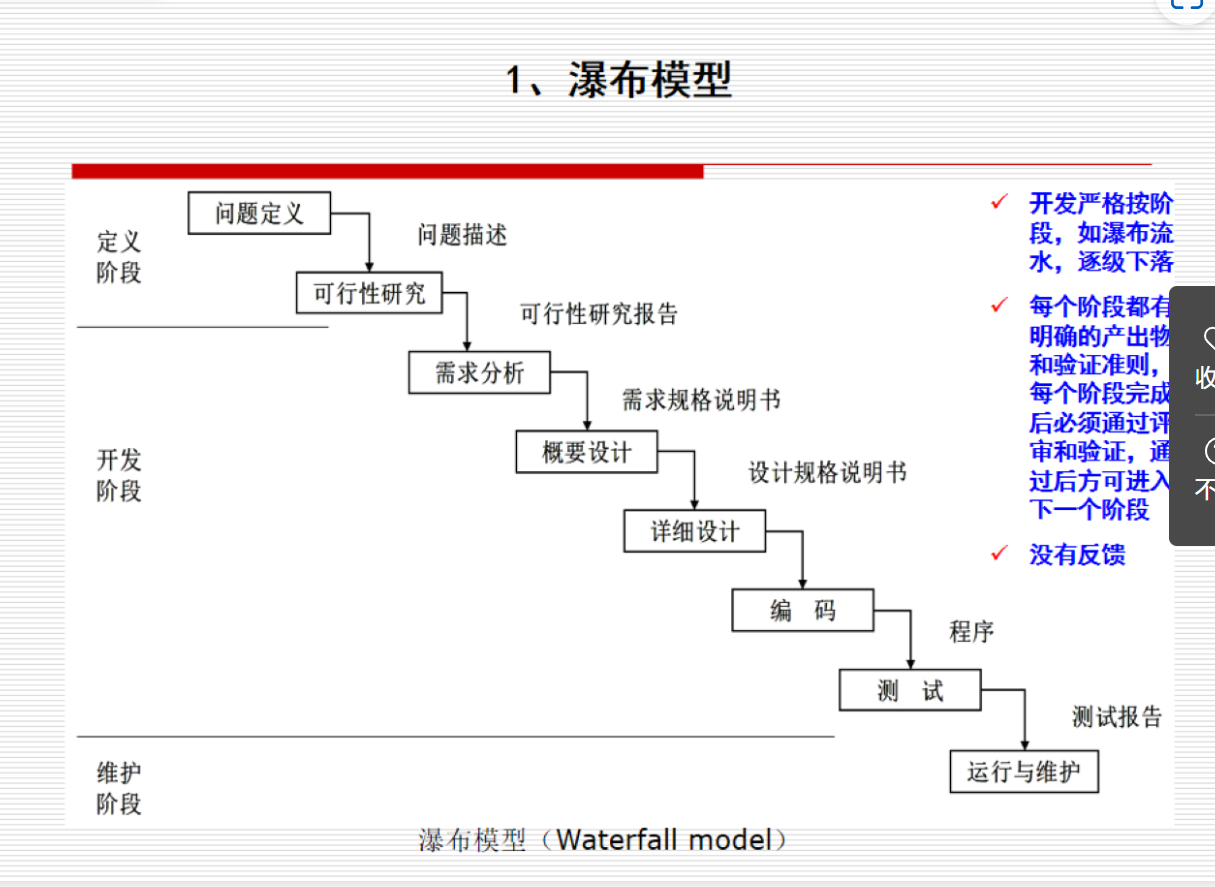 1、瀑布模型
问题定义
定义
阶段
问题描述
可行性研究
可行性研究报告
需求分析
需求规格说明书
概要设计
开发
阶段
设计规格说明书
详细设计
编 码
程序
测 试
测试报告
运行与维护
维护
阶段
开发严格按阶
段，如瀑布流
水，逐级下落
每个阶段都有
明确的产出物
和验证准则，
每个阶段完成
后必须通过评
审和验证，通
过后方可进入
下一个阶段
没有反馈
收
不
瀑布模型（Waterfall model）